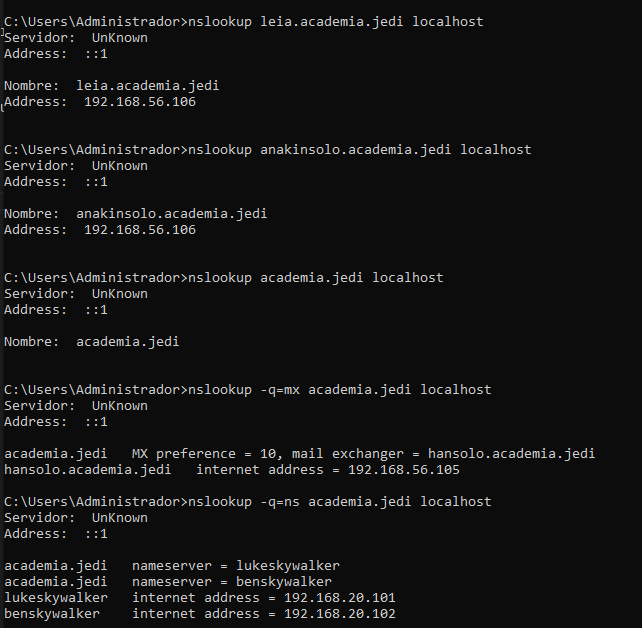 C:\Users\Administrador>nslookup leia.academia.jedi localhost
Servidor:  UnKnown
Address:  ::1
Nombre:  leia.academia.jedi
Address:  192.168.56.106
C:\Users\Administrador>nslookup anakinsolo.academia.jedi localhost
Servidor:  UnKnown
Address:  ::1
Nombre:  anakinsolo.academia.jedi
Address:  192.168.56.106
C:\Users\Administrador>nslookup academia.jedi localhost
Servidor:  UnKnown
Address:  ::1
Nombre:  academia.jedi
C:\Users\Administrador>nslookup -q=mx academia.jedi localhost
Servidor:  UnKnown
Address:  ::1
academia.jedi   MX preference = 10, mail exchanger = hansolo.academia.jedi
hansolo.academia.jedi   internet address = 192.168.56.105
C:\Users\Administrador>nslookup -q=ns academia.jedi localhost
Servidor:  UnKnown
Address:  ::1
academia.jedi   nameserver = lukeskywalker
academia.jedi   nameserver = benskywalker
lukeskywalker   internet address = 192.168.20.101
benskywalker    internet address = 192.168.20.102